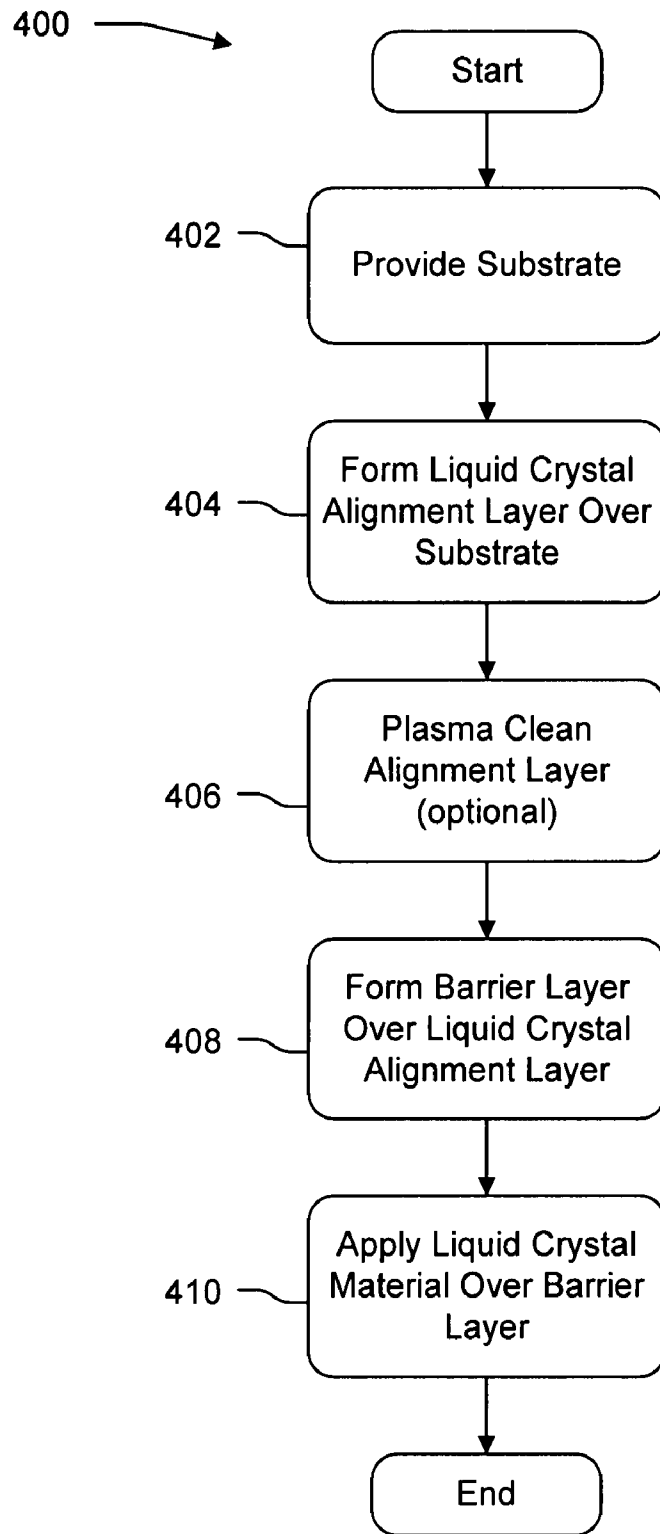 400
Start
402
Provide Substrate
404
Form Liquid Crystal
Alignment Layer Over
Substrate
406
Plasma Clean
Alignment Layer
(optional)
408
Form Barrier Layer
Over Liquid Crystal
Alignment Layer
410
Apply Liquid Crystal
Material Over Barrier
Layer
End